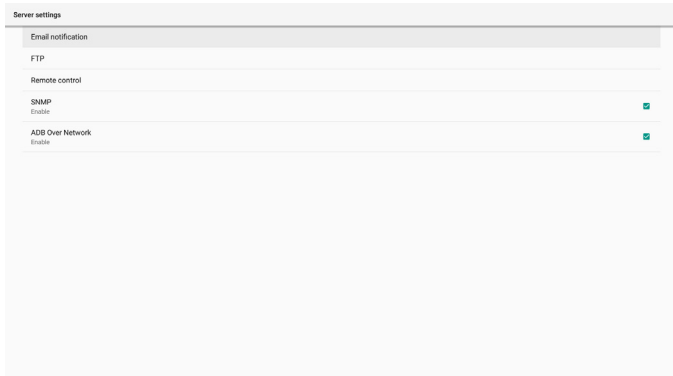 Server settings
Email notification
FTP
Remote control
SNMP
Enable
ADB Over Network
Enable